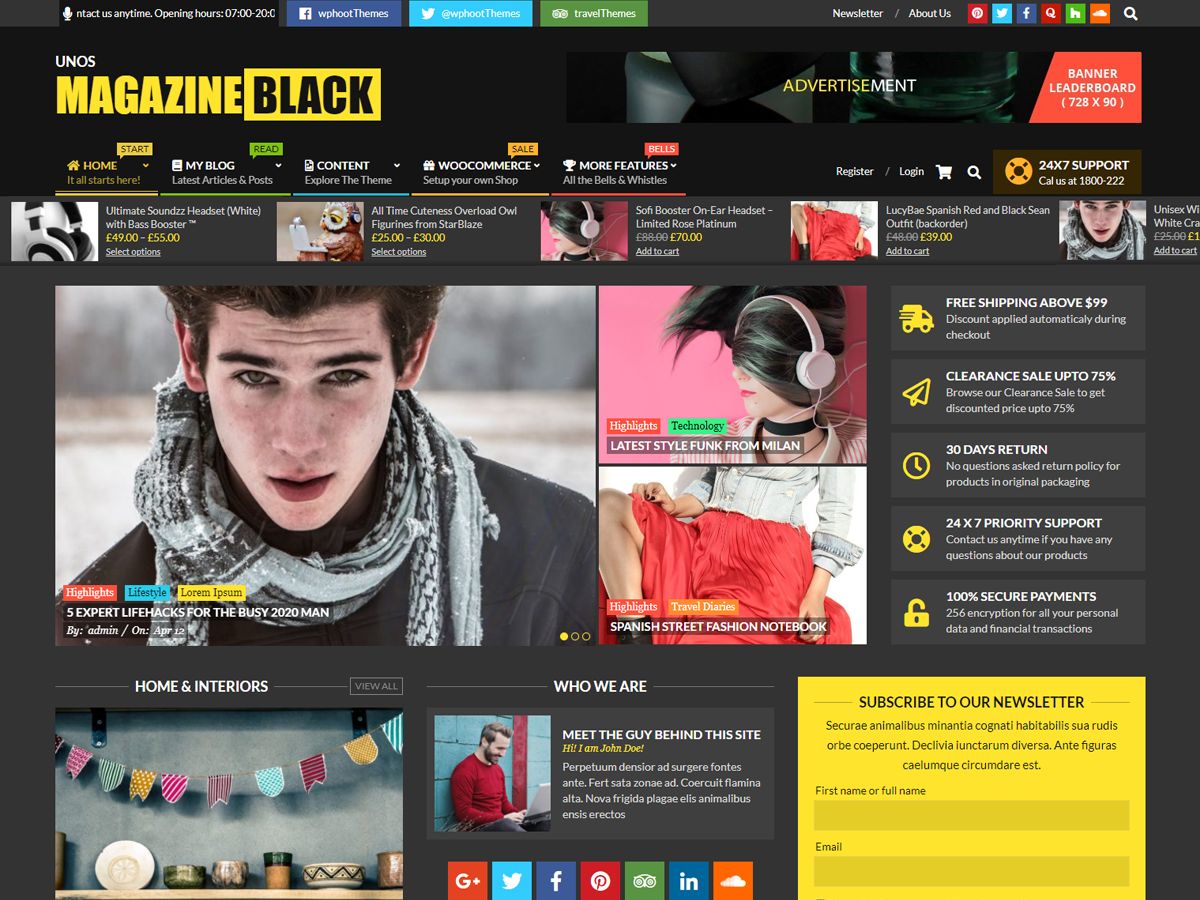 ntact us anytime. Opening hours: 07:00-20:0
wphootThemes
@wphootThemes
travelThemes
Newsletter / About Us
UNOS
MAGAZINE BLACK
ADVERTISEMENT
BANNER
LEADERBOARD
( 728 X 90 )
START
HOME
It all starts here!
READ
MY BLOG
Latest Articles & Posts
CONTENT
Explore The Theme
SALE
WOOCOMMERCE
Setup your own Shop
BELLS
MORE FEATURES
All the Bells & Whistles
Register / Login
24X7 SUPPORT
Cal us at 1800-222
Ultimate Soundzz Headset (White)
with Bass Booster ™
£49.00 – £55.00
Select options
All Time Cuteness Overload Owl
Figurines from StarBlaze
£25.00 – £30.00
Select options
Sofi Booster On-Ear Headset –
Limited Rose Platinum
£88.00 £70.00
Add to cart
LucyBae Spanish Red and Black Sean
Outfit (backorder)
£48.00 £39.00
Add to cart
Unisex Wi
White Cra
£25.00 £1
Add to cart
Highlights Lifestyle Lorem Ipsum
5 EXPERT LIFEHACKS FOR THE BUSY 2020 MAN
By: admin / On: Apr 12
Highlights Technology
LATEST STYLE FUNK FROM MILAN
Highlights Travel Diaries
SPANISH STREET FASHION NOTEBOOK
FREE SHIPPING ABOVE $99
Discount applied automaticaly during
checkout
CLEARANCE SALE UPTO 75%
Browse our Clearance Sale to get
discounted price upto 75%
30 DAYS RETURN
No questions asked return policy for
products in original packaging
24 X 7 PRIORITY SUPPORT
Contact us anytime if you have any
questions about our products
100% SECURE PAYMENTS
256 encryption for all your personal
data and financial transactions
HOME & INTERIORS
VIEW ALL
WHO WE ARE
MEET THE GUY BEHIND THIS SITE
Hi! I am John Doe!
Perpetuum densior ad surgere fontes
ante. Fert sata zonae ad. Coercuit flamina
alta. Nova frigida plagae elis animalibus
ensis erectos
SUBSCRIBE TO OUR NEWSLETTER
Securae animalibus minantia cognati habitabilis sua rudis
orbe coeperunt. Declivia iunctarum diversa. Ante figuras
caelumque circumdare est.
First name or full name
Email